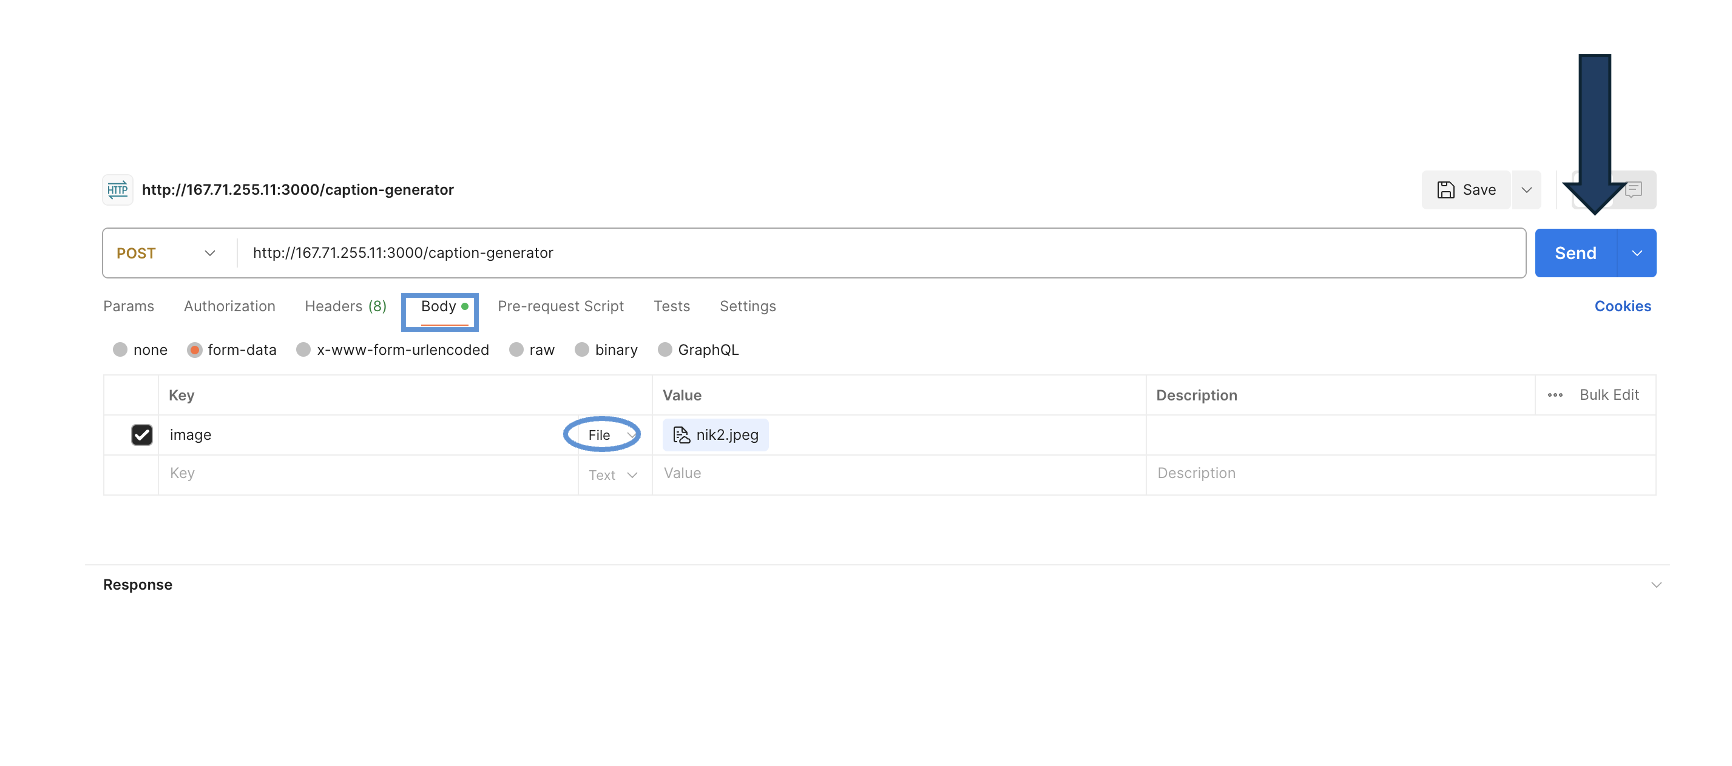 HTTP http://167.71.255.11:3000/caption-generator Save
POST http://167.71.255.11:3000/caption-generator Send
Params Authorization Headers (8) Body Pre-request Script Tests Settings Cookies
none form-data x-www-form-urlencoded raw binary GraphQL
Key Value Description Bulk Edit
image File nik2.jpeg
Key Text Value Description
Response